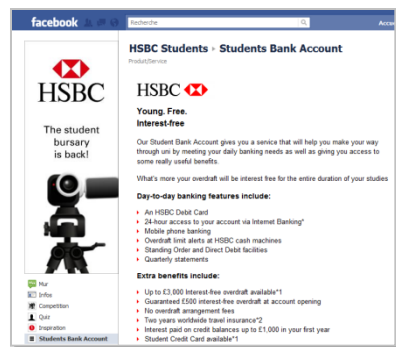 facebook
Recherche
Accou
HSBC
The student
bursary
is back!
Mur
Infos
Competition
Quiz
Inspiration
Students Bank Account
HSBC Students › Students Bank Account
Produit/Service
HSBC
Young. Free.
Interest-free
Our Student Bank Account gives you a service that will help you make your way
through uni by meeting your daily banking needs as well as giving you access to
some really useful benefits.
What's more your overdraft will be interest free for the entire duration of your studies
Day-to-day banking features include:
An HSBC Debit Card
24-hour access to your account via Internet Banking*
Mobile phone banking
Overdraft limit alerts at HSBC cash machines
Standing Order and Direct Debit facilities
Quarterly statements
Extra benefits include:
Up to £3,000 Interest-free overdraft available*1
Guaranteed £500 interest-free overdraft at account opening
No overdraft arrangement fees
Two years worldwide travel insurance*2
Interest paid on credit balances up to £1,000 in your first year
Student Credit Card available*1